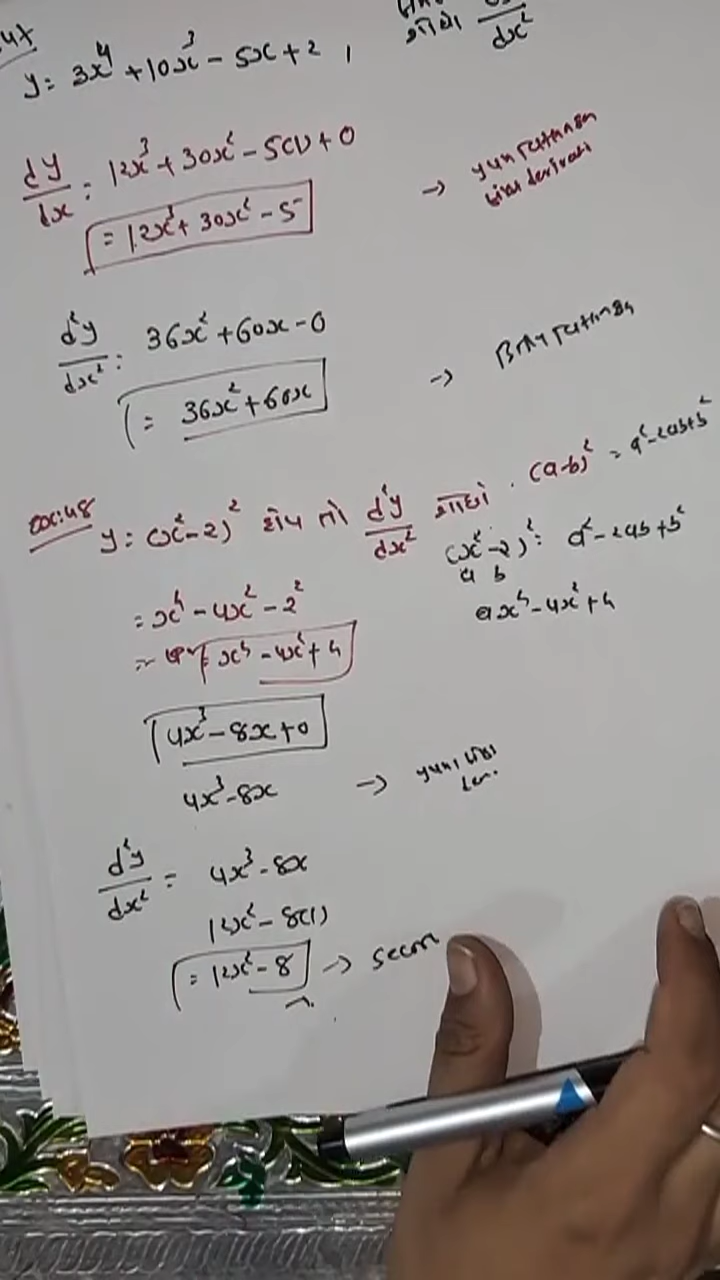 y = 3x⁴ + 10x³ - 5x + 2 , શોધો d²y/dx²
dy/dx = 12x³ + 30x² - 5(1) + 0
= 12x³ + 30x² - 5
d²y/dx² = 36x² + 60x - 0
= 36x² + 60x
Ex:48 y = (x²-2)² હોય તો d²y/dx² શોધો . (a-b)² = a²-2ab+b²
(x²-2)² = a²-2ab+b²
a b
= x⁴ - 4x² - 2²
x⁴ - 4x² + 4
= x⁴ - 4x² + 4
4x³ - 8x + 0
4x³ - 8x →
d²y/dx² = 4x³ - 8x
12x² - 8(1)
= 12x² - 8 →